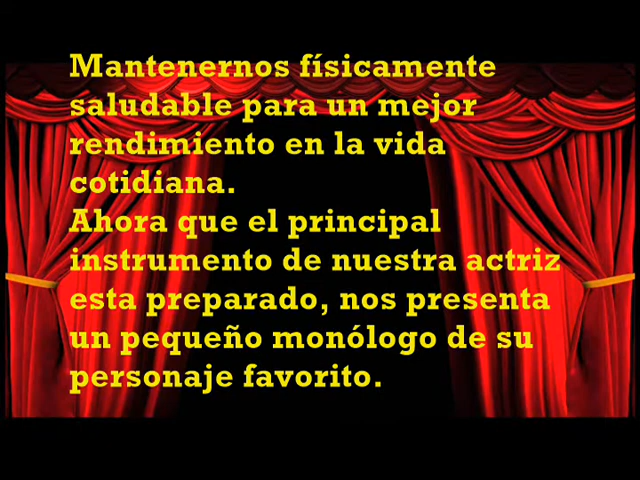 Mantenernos físicamente
saludable para un mejor
rendimiento en la vida
cotidiana.
Ahora que el principal
instrumento de nuestra actriz
esta preparado, nos presenta
un pequeño monólogo de su
personaje favorito.